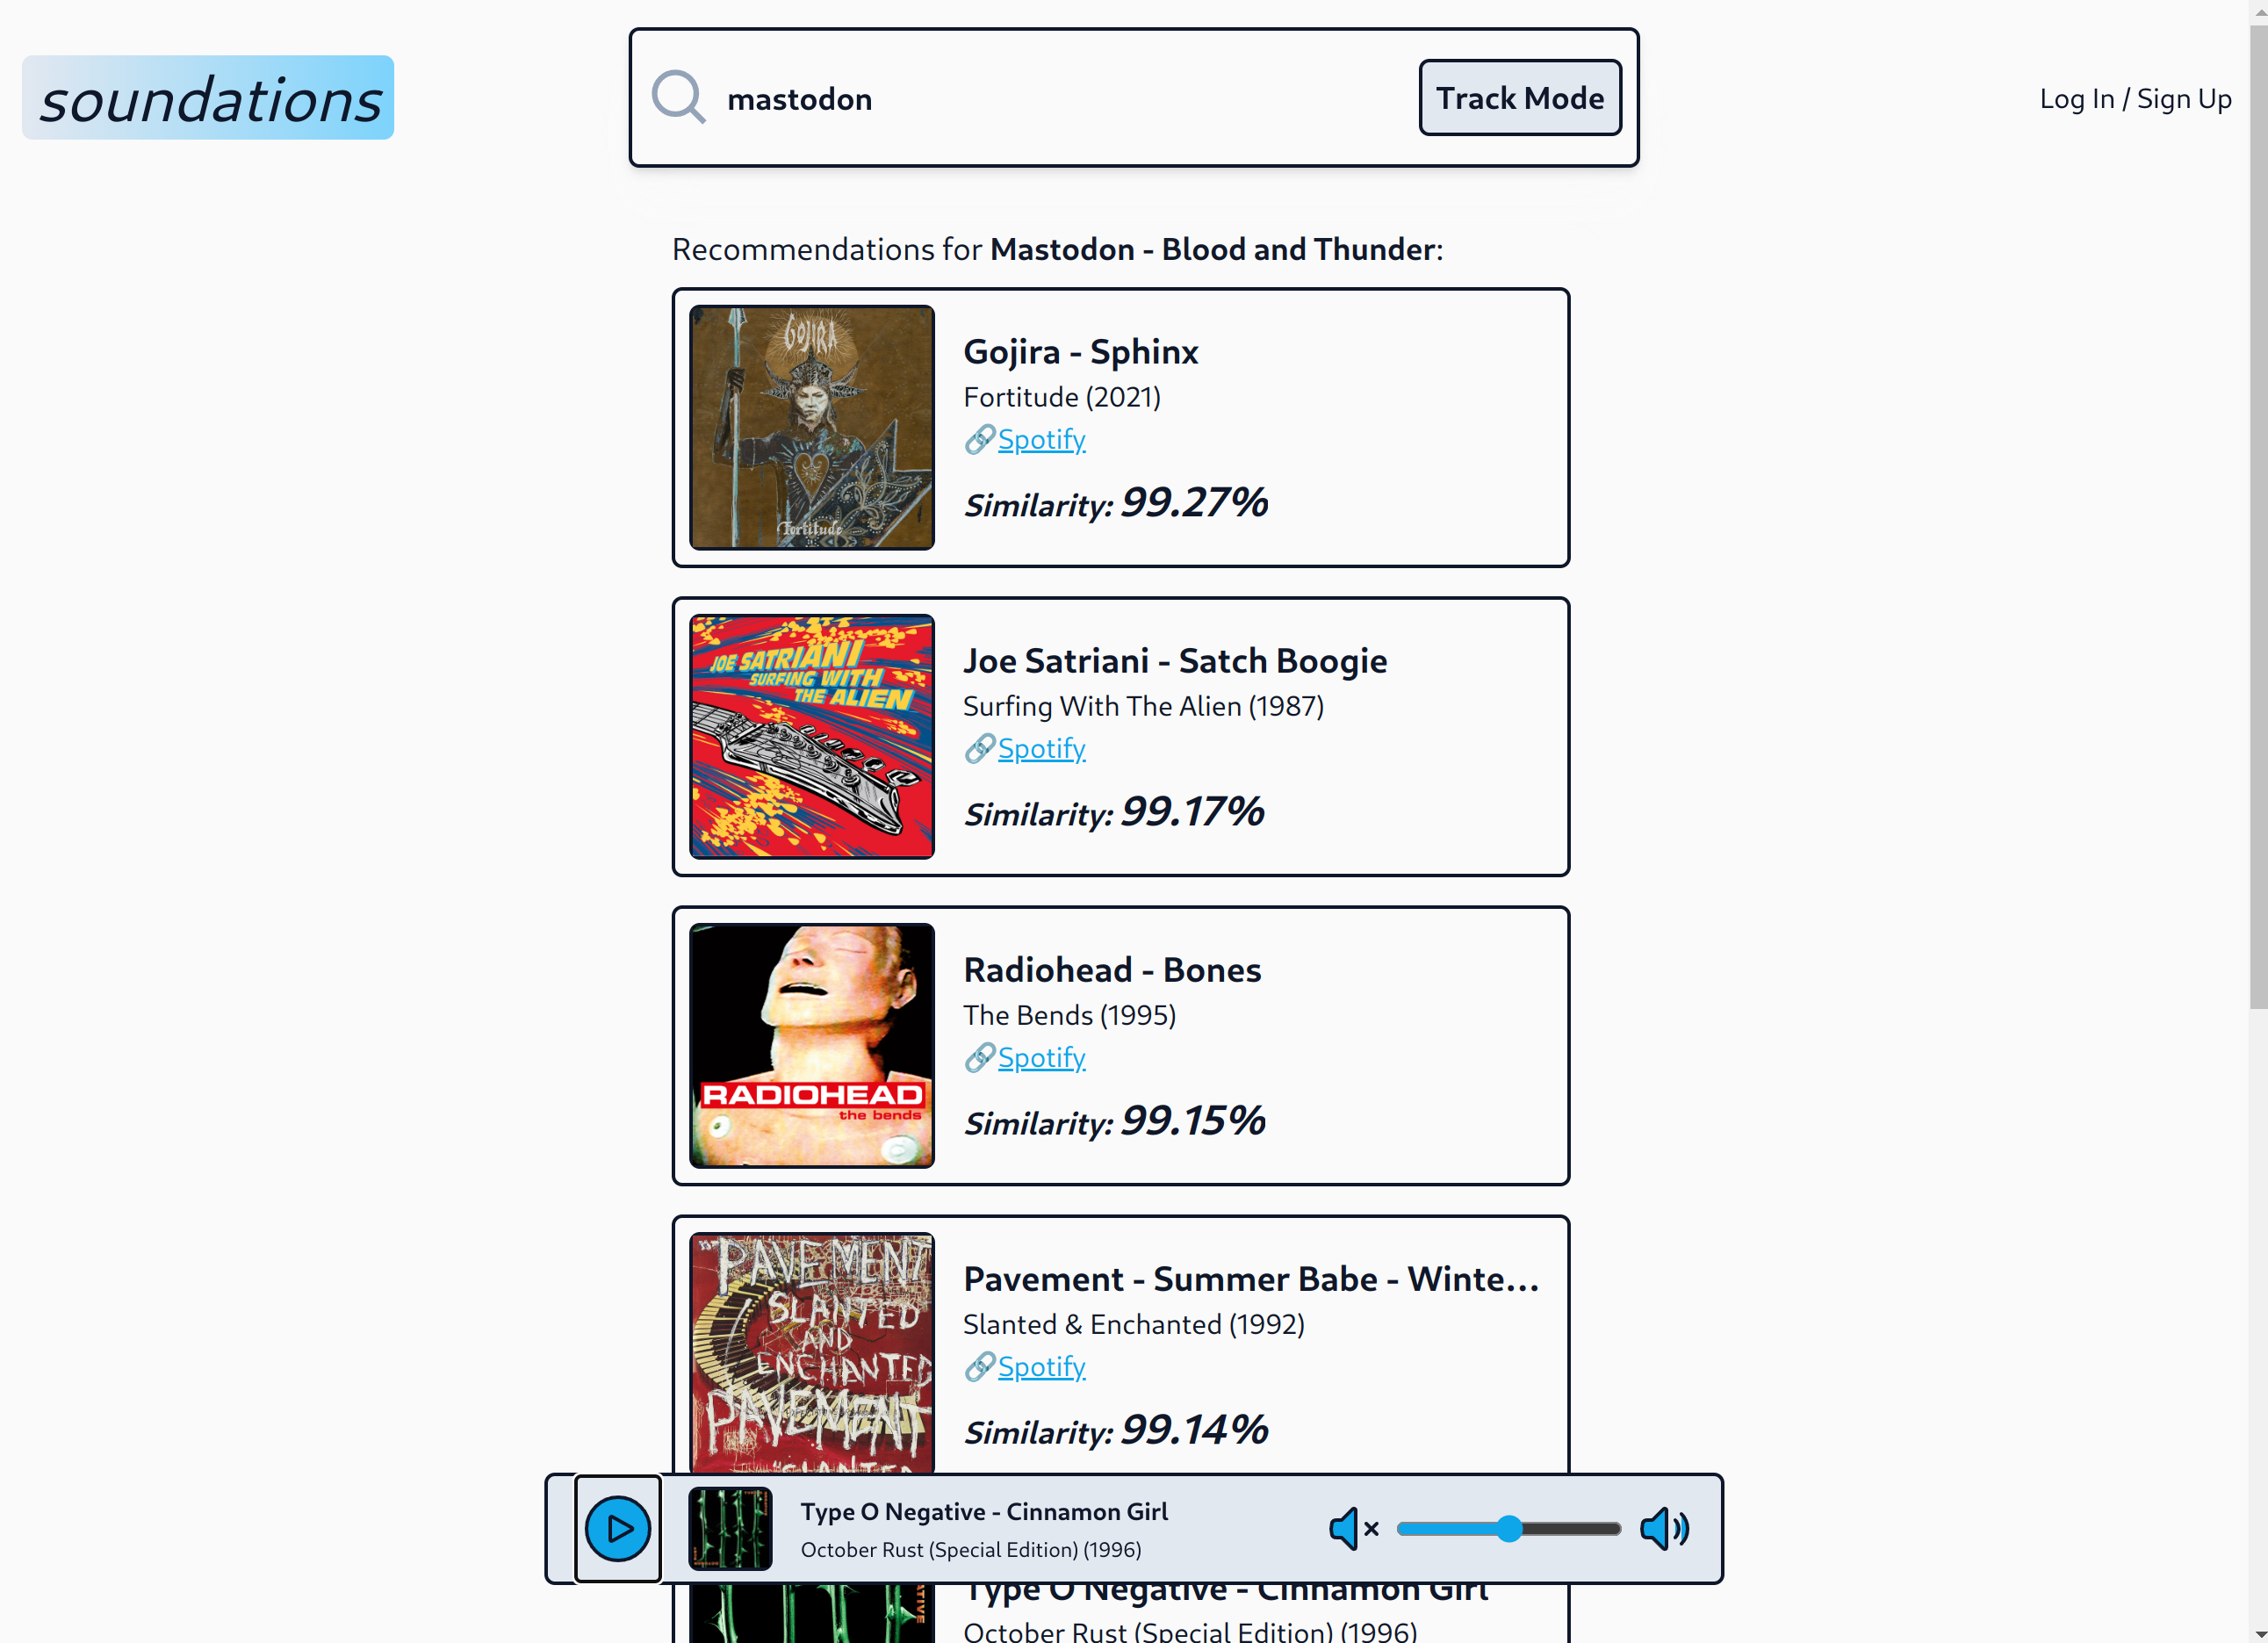 soundations
mastodon
Track Mode
Log In / Sign Up
Recommendations for Mastodon - Blood and Thunder:
GOJIRA
Fortitude
Gojira - Sphinx
Fortitude (2021)
Spotify
Similarity: 99.27%
JOE SATRIANI
SURFING WITH
THE ALIEN
Joe Satriani - Satch Boogie
Surfing With The Alien (1987)
Spotify
Similarity: 99.17%
RADIOHEAD
the bends
Radiohead - Bones
The Bends (1995)
Spotify
Similarity: 99.15%
PAVEMENT
SLANTED
AND
ENCHANTED
PAVEMENT
Pavement - Summer Babe - Winte...
Slanted & Enchanted (1992)
Spotify
Similarity: 99.14%
Type O Negative - Cinnamon Girl
October Rust (Special Edition) (1996)
Type O Negative - Cinnamon Girl
October Rust (Special Edition) (1996)